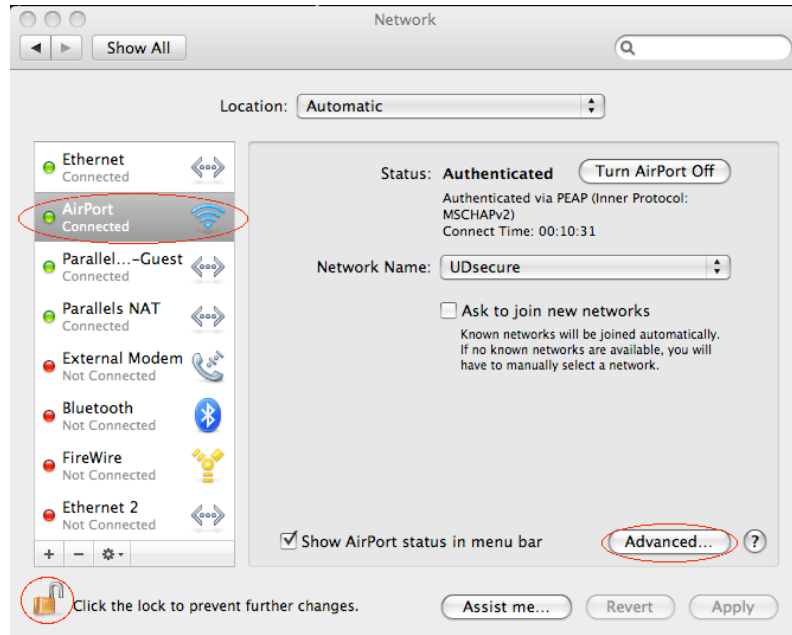 Network
Show All
Location: Automatic
Ethernet
Connected
AirPort
Connected
Parallel...-Guest
Connected
Parallels NAT
Connected
External Modem
Not Connected
Bluetooth
Not Connected
FireWire
Not Connected
Ethernet 2
Not Connected
Status: Authenticated Turn AirPort Off
Authenticated via PEAP (Inner Protocol:
MSCHAPv2)
Connect Time: 00:10:31
Network Name: UDsecure
Ask to join new networks
Known networks will be joined automatically.
If no known networks are available, you will
have to manually select a network.
Show AirPort status in menu bar Advanced... ?
Click the lock to prevent further changes. Assist me... Revert Apply